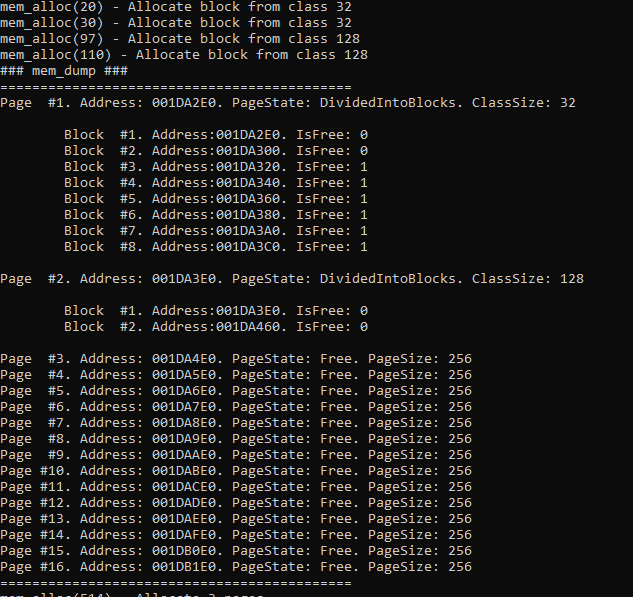 mem_alloc(20) - Allocate block from class 32
mem_alloc(30) - Allocate block from class 32
mem_alloc(97) - Allocate block from class 128
mem_alloc(110) - Allocate block from class 128
### mem_dump ###
============================================
Page  #1. Address: 001DA2E0. PageState: DividedIntoBlocks. ClassSize: 32
Block  #1. Address:001DA2E0. IsFree: 0
Block  #2. Address:001DA300. IsFree: 0
Block  #3. Address:001DA320. IsFree: 1
Block  #4. Address:001DA340. IsFree: 1
Block  #5. Address:001DA360. IsFree: 1
Block  #6. Address:001DA380. IsFree: 1
Block  #7. Address:001DA3A0. IsFree: 1
Block  #8. Address:001DA3C0. IsFree: 1
Page  #2. Address: 001DA3E0. PageState: DividedIntoBlocks. ClassSize: 128
Block  #1. Address:001DA3E0. IsFree: 0
Block  #2. Address:001DA460. IsFree: 0
Page  #3. Address: 001DA4E0. PageState: Free. PageSize: 256
Page  #4. Address: 001DA5E0. PageState: Free. PageSize: 256
Page  #5. Address: 001DA6E0. PageState: Free. PageSize: 256
Page  #6. Address: 001DA7E0. PageState: Free. PageSize: 256
Page  #7. Address: 001DA8E0. PageState: Free. PageSize: 256
Page  #8. Address: 001DA9E0. PageState: Free. PageSize: 256
Page  #9. Address: 001DAAE0. PageState: Free. PageSize: 256
Page #10. Address: 001DABE0. PageState: Free. PageSize: 256
Page #11. Address: 001DACE0. PageState: Free. PageSize: 256
Page #12. Address: 001DADE0. PageState: Free. PageSize: 256
Page #13. Address: 001DAEE0. PageState: Free. PageSize: 256
Page #14. Address: 001DAFE0. PageState: Free. PageSize: 256
Page #15. Address: 001DB0E0. PageState: Free. PageSize: 256
Page #16. Address: 001DB1E0. PageState: Free. PageSize: 256
============================================